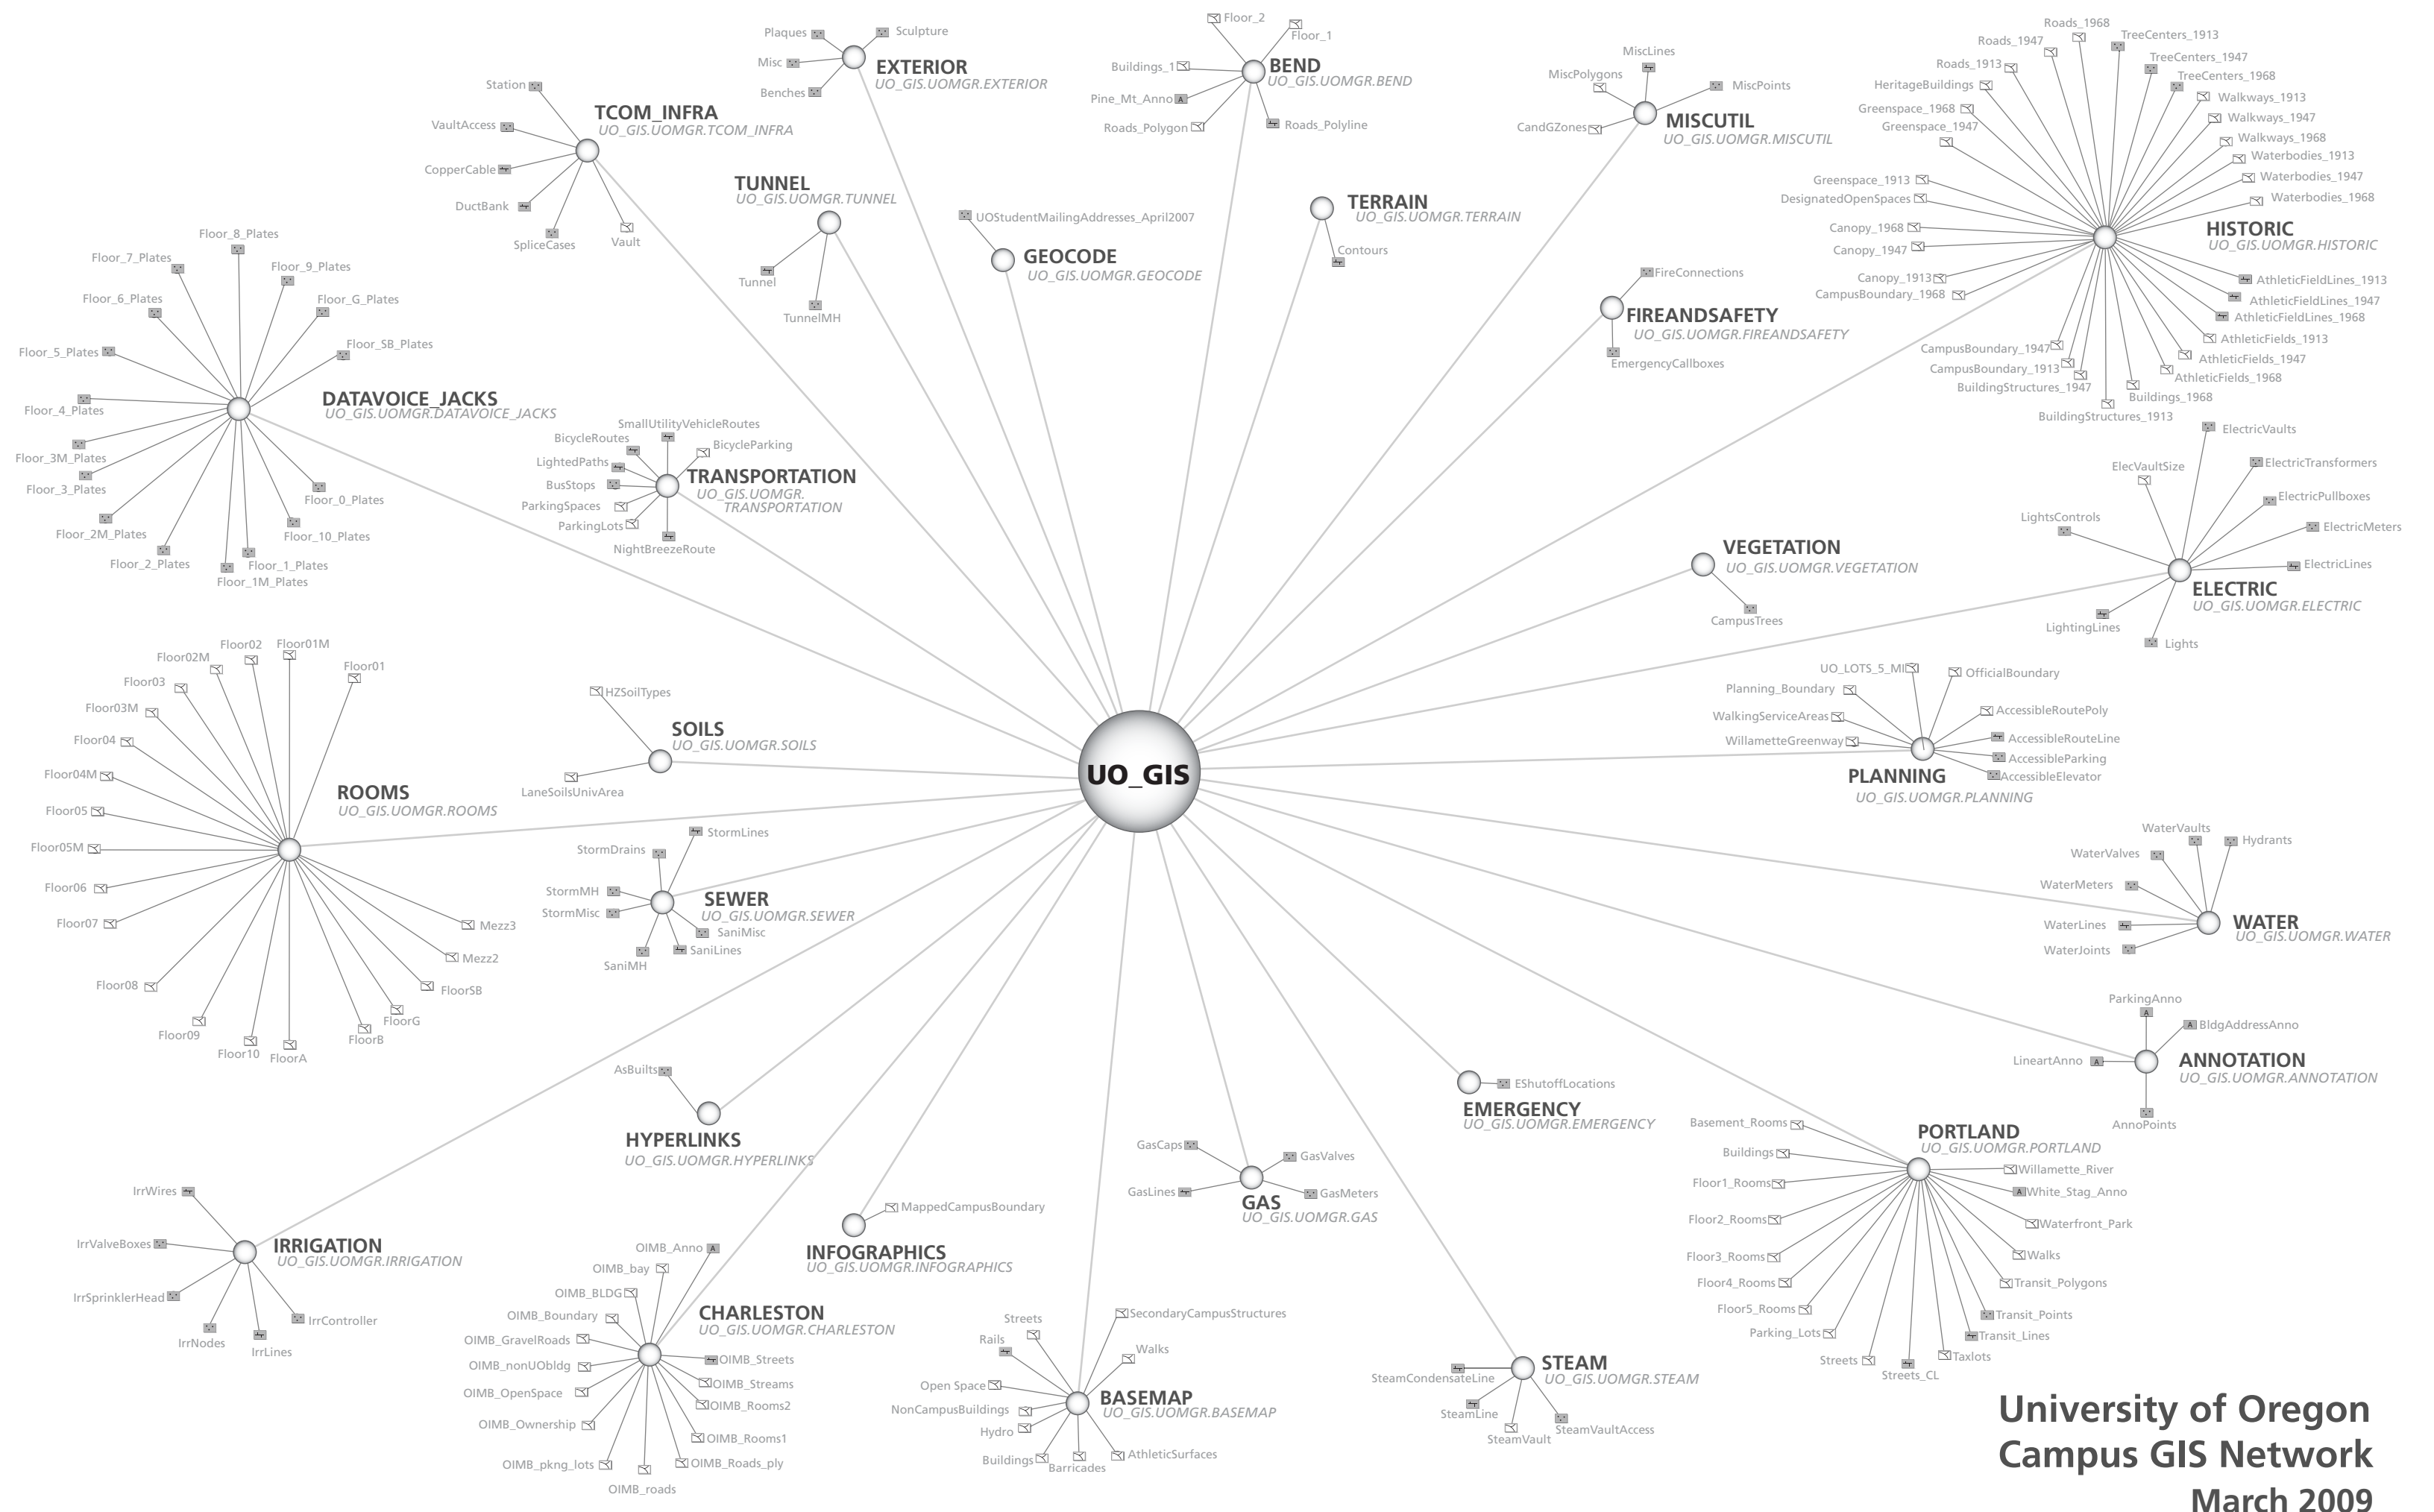 Plaques
Sculpture
Misc
Benches
EXTERIOR
UO_GIS.UOMGR.EXTERIOR
Floor_2
Floor_1
Buildings_1
Pine_Mt_Anno
Roads_Polygon
Roads_Polyline
BEND
UO_GIS.UOMGR.BEND
MiscLines
MiscPolygons
MiscPoints
CandGZones
MISCUTIL
UO_GIS.UOMGR.MISCUTIL
Roads_1968
Roads_1947
Roads_1913
HeritageBuildings
Greenspace_1968
Greenspace_1947
Greenspace_1913
DesignatedOpenSpaces
Canopy_1968
Canopy_1947
Canopy_1913
CampusBoundary_1968
CampusBoundary_1947
CampusBoundary_1913
BuildingStructures_1947
BuildingStructures_1913
Buildings_1968
AthleticFields_1968
AthleticFields_1947
AthleticFields_1913
AthleticFieldLines_1968
AthleticFieldLines_1947
AthleticFieldLines_1913
TreeCenters_1913
TreeCenters_1947
TreeCenters_1968
Walkways_1913
Walkways_1947
Walkways_1968
Waterbodies_1913
Waterbodies_1947
Waterbodies_1968
HISTORIC
UO_GIS.UOMGR.HISTORIC
Station
VaultAccess
CopperCable
DuctBank
SpliceCases
Vault
TCOM_INFRA
UO_GIS.UOMGR.TCOM_INFRA
TUNNEL
UO_GIS.UOMGR.TUNNEL
Tunnel
TunnelMH
UOStudentMailingAddresses_April2007
GEOCODE
UO_GIS.UOMGR.GEOCODE
TERRAIN
UO_GIS.UOMGR.TERRAIN
Contours
FireConnections
FIREANDSAFETY
UO_GIS.UOMGR.FIREANDSAFETY
EmergencyCallboxes
Floor_8_Plates
Floor_7_Plates
Floor_9_Plates
Floor_6_Plates
Floor_G_Plates
Floor_5_Plates
Floor_SB_Plates
Floor_4_Plates
Floor_3M_Plates
Floor_3_Plates
Floor_2M_Plates
Floor_2_Plates
Floor_1M_Plates
Floor_1_Plates
Floor_10_Plates
Floor_0_Plates
DATAVOICE_JACKS
UO_GIS.UOMGR.DATAVOICE_JACKS
SmallUtilityVehicleRoutes
BicycleRoutes
BicycleParking
LightedPaths
BusStops
ParkingSpaces
ParkingLots
NightBreezeRoute
TRANSPORTATION
UO_GIS.UOMGR.
TRANSPORTATION
ElectricVaults
ElecVaultSize
ElectricTransformers
ElectricPullboxes
LightsControls
ElectricMeters
ElectricLines
LightingLines
Lights
ELECTRIC
UO_GIS.UOMGR.ELECTRIC
VEGETATION
UO_GIS.UOMGR.VEGETATION
CampusTrees
Floor01M
Floor02
Floor02M
Floor01
Floor03
Floor03M
Floor04
Floor04M
Floor05
Floor05M
Floor06
Floor07
Floor08
Floor09
Floor10
FloorA
FloorB
FloorG
FloorSB
Mezz2
Mezz3
ROOMS
UO_GIS.UOMGR.ROOMS
HZSoilTypes
SOILS
UO_GIS.UOMGR.SOILS
LaneSoilsUnivArea
UO_GIS
UO_LOTS_5_MI
OfficialBoundary
Planning_Boundary
AccessibleRoutePoly
WalkingServiceAreas
WillametteGreenway
AccessibleRouteLine
AccessibleParking
AccessibleElevator
PLANNING
UO_GIS.UOMGR.PLANNING
StormLines
StormDrains
StormMH
StormMisc
SaniMH
SaniLines
SaniMisc
SEWER
UO_GIS.UOMGR.SEWER
WaterVaults
Hydrants
WaterValves
WaterMeters
WaterLines
WaterJoints
WATER
UO_GIS.UOMGR.WATER
ParkingAnno
BldgAddressAnno
LineartAnno
AnnoPoints
ANNOTATION
UO_GIS.UOMGR.ANNOTATION
AsBuilts
HYPERLINKS
UO_GIS.UOMGR.HYPERLINKS
EShutoffLocations
EMERGENCY
UO_GIS.UOMGR.EMERGENCY
GasCaps
GasValves
GasLines
GasMeters
GAS
UO_GIS.UOMGR.GAS
Basement_Rooms
Buildings
Floor1_Rooms
Floor2_Rooms
Floor3_Rooms
Floor4_Rooms
Floor5_Rooms
Parking_Lots
Streets
Streets_CL
Taxlots
Transit_Lines
Transit_Points
Transit_Polygons
Walks
Waterfront_Park
White_Stag_Anno
Willamette_River
PORTLAND
UO_GIS.UOMGR.PORTLAND
IrrWires
IrrValveBoxes
IrrSprinklerHead
IrrNodes
IrrLines
IrrController
IRRIGATION
UO_GIS.UOMGR.IRRIGATION
MappedCampusBoundary
INFOGRAPHICS
UO_GIS.UOMGR.INFOGRAPHICS
OIMB_Anno
OIMB_bay
OIMB_BLDG
OIMB_Boundary
OIMB_GravelRoads
OIMB_nonUObldg
OIMB_OpenSpace
OIMB_Ownership
OIMB_pkng_lots
OIMB_roads
OIMB_Roads_ply
OIMB_Rooms1
OIMB_Rooms2
OIMB_Streams
OIMB_Streets
CHARLESTON
UO_GIS.UOMGR.CHARLESTON
SecondaryCampusStructures
Streets
Rails
Walks
Open Space
NonCampusBuildings
Hydro
Buildings
Barricades
AthleticSurfaces
BASEMAP
UO_GIS.UOMGR.BASEMAP
SteamCondensateLine
SteamLine
SteamVault
SteamVaultAccess
STEAM
UO_GIS.UOMGR.STEAM
University of Oregon
Campus GIS Network
March 2009